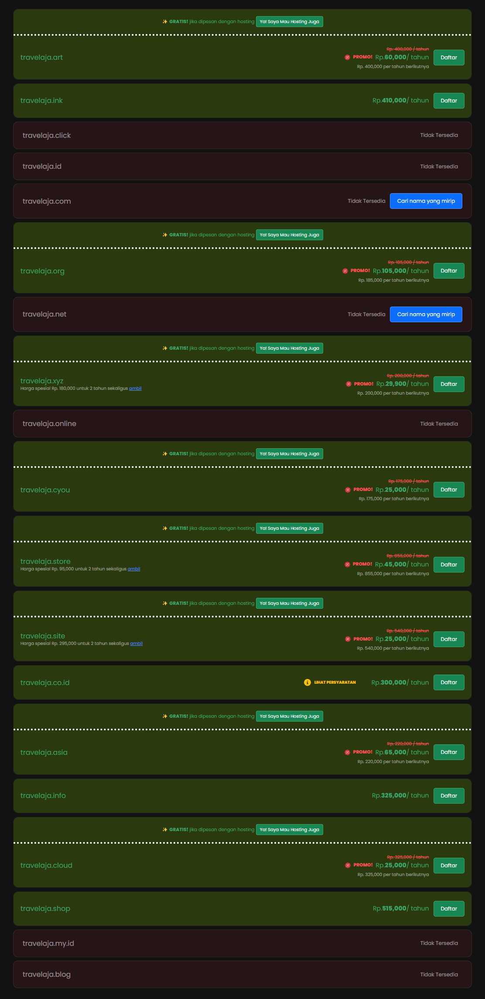 ✨ GRATIS! jika dipesan dengan hosting Ya! Saya Mau Hosting Juga
Rp. 400,000 / tahun
travelaja.art PROMO! Rp.60,000/ tahun Daftar
Rp. 400,000 per tahun berikutnya
travelaja.ink Rp.410,000/ tahun Daftar
travelaja.click Tidak Tersedia
travelaja.id Tidak Tersedia
travelaja.com Tidak Tersedia Cari nama yang mirip
✨ GRATIS! jika dipesan dengan hosting Ya! Saya Mau Hosting Juga
Rp. 185,000 / tahun
travelaja.org PROMO! Rp.105,000/ tahun Daftar
Rp. 185,000 per tahun berikutnya
travelaja.net Tidak Tersedia Cari nama yang mirip
✨ GRATIS! jika dipesan dengan hosting Ya! Saya Mau Hosting Juga
Rp. 200,000 / tahun
travelaja.xyz PROMO! Rp.29,900/ tahun Daftar
Harga spesial Rp. 180,000 untuk 2 tahun sekaligus ambil
Rp. 200,000 per tahun berikutnya
travelaja.online Tidak Tersedia
✨ GRATIS! jika dipesan dengan hosting Ya! Saya Mau Hosting Juga
Rp. 175,000 / tahun
travelaja.cyou PROMO! Rp.25,000/ tahun Daftar
Rp. 175,000 per tahun berikutnya
✨ GRATIS! jika dipesan dengan hosting Ya! Saya Mau Hosting Juga
Rp. 855,000 / tahun
travelaja.store PROMO! Rp.45,000/ tahun Daftar
Harga spesial Rp. 95,000 untuk 2 tahun sekaligus ambil
Rp. 855,000 per tahun berikutnya
✨ GRATIS! jika dipesan dengan hosting Ya! Saya Mau Hosting Juga
Rp. 540,000 / tahun
travelaja.site PROMO! Rp.25,000/ tahun Daftar
Harga spesial Rp. 295,000 untuk 2 tahun sekaligus ambil
Rp. 540,000 per tahun berikutnya
travelaja.co.id LIHAT PERSYARATAN Rp.300,000/ tahun Daftar
✨ GRATIS! jika dipesan dengan hosting Ya! Saya Mau Hosting Juga
Rp. 220,000 / tahun
travelaja.asia PROMO! Rp.65,000/ tahun Daftar
Rp. 220,000 per tahun berikutnya
travelaja.info Rp.325,000/ tahun Daftar
✨ GRATIS! jika dipesan dengan hosting Ya! Saya Mau Hosting Juga
Rp. 325,000 / tahun
travelaja.cloud PROMO! Rp.25,000/ tahun Daftar
Rp. 325,000 per tahun berikutnya
travelaja.shop Rp.515,000/ tahun Daftar
travelaja.my.id Tidak Tersedia
travelaja.blog Tidak Tersedia